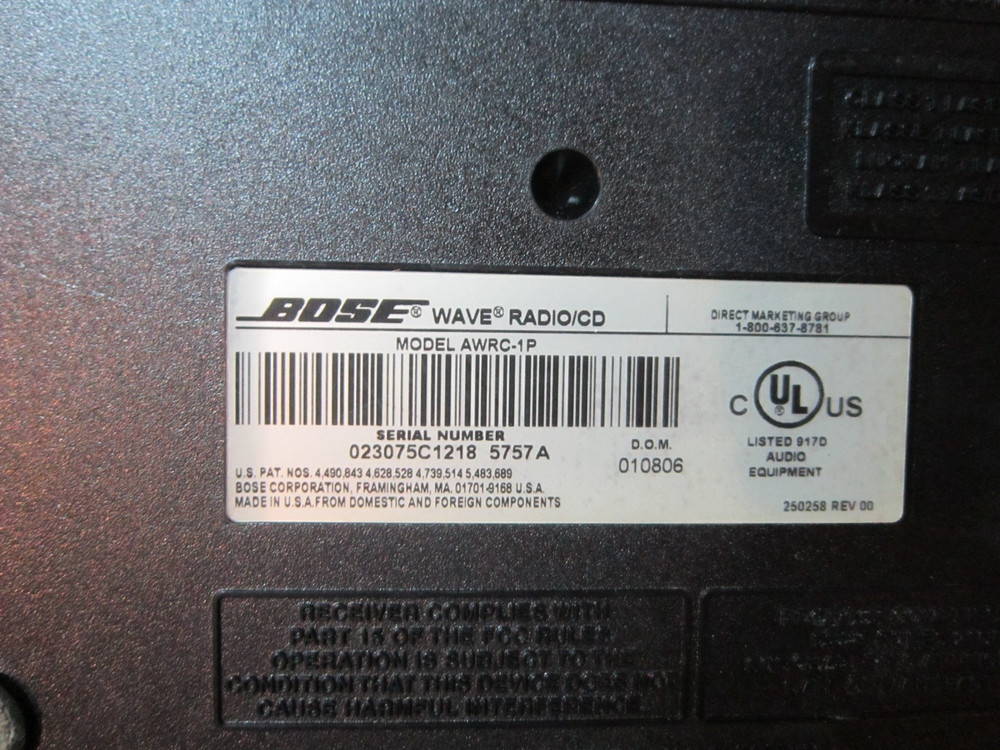 BOSE® WAVE® RADIO/CD
DIRECT MARKETING GROUP
1-800-637-8781
MODEL AWRC-1P
SERIAL NUMBER
023075C1218 5757A
D.O.M.
010806
C UL® US
LISTED 917D
AUDIO
EQUIPMENT
U.S. PAT. NOS. 4,490,843 4,628,528 4,739,514 5,483,689
BOSE CORPORATION, FRAMINGHAM, MA. 01701-9168 U.S.A.
MADE IN U.S.A. FROM DOMESTIC AND FOREIGN COMPONENTS
250258 REV 00
RECEIVER COMPLIES WITH
PART 15 OF THE FCC RULES
OPERATION IS SUBJECT TO THE
CONDITION THAT THIS DEVICE DOES NOT
CAUSE HARMFUL INTERFERENCE.